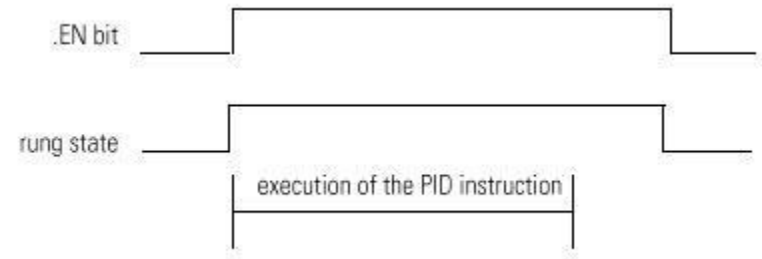 .EN bit
rung state
execution of the PID instruction